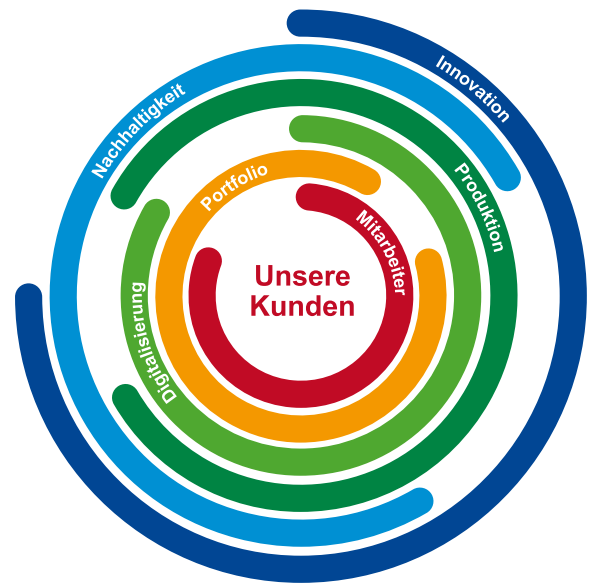 Innovation
Nachhaltigkeit
Produktion
Portfolio
Mitarbeiter
Unsere
Kunden
Digitalisierung